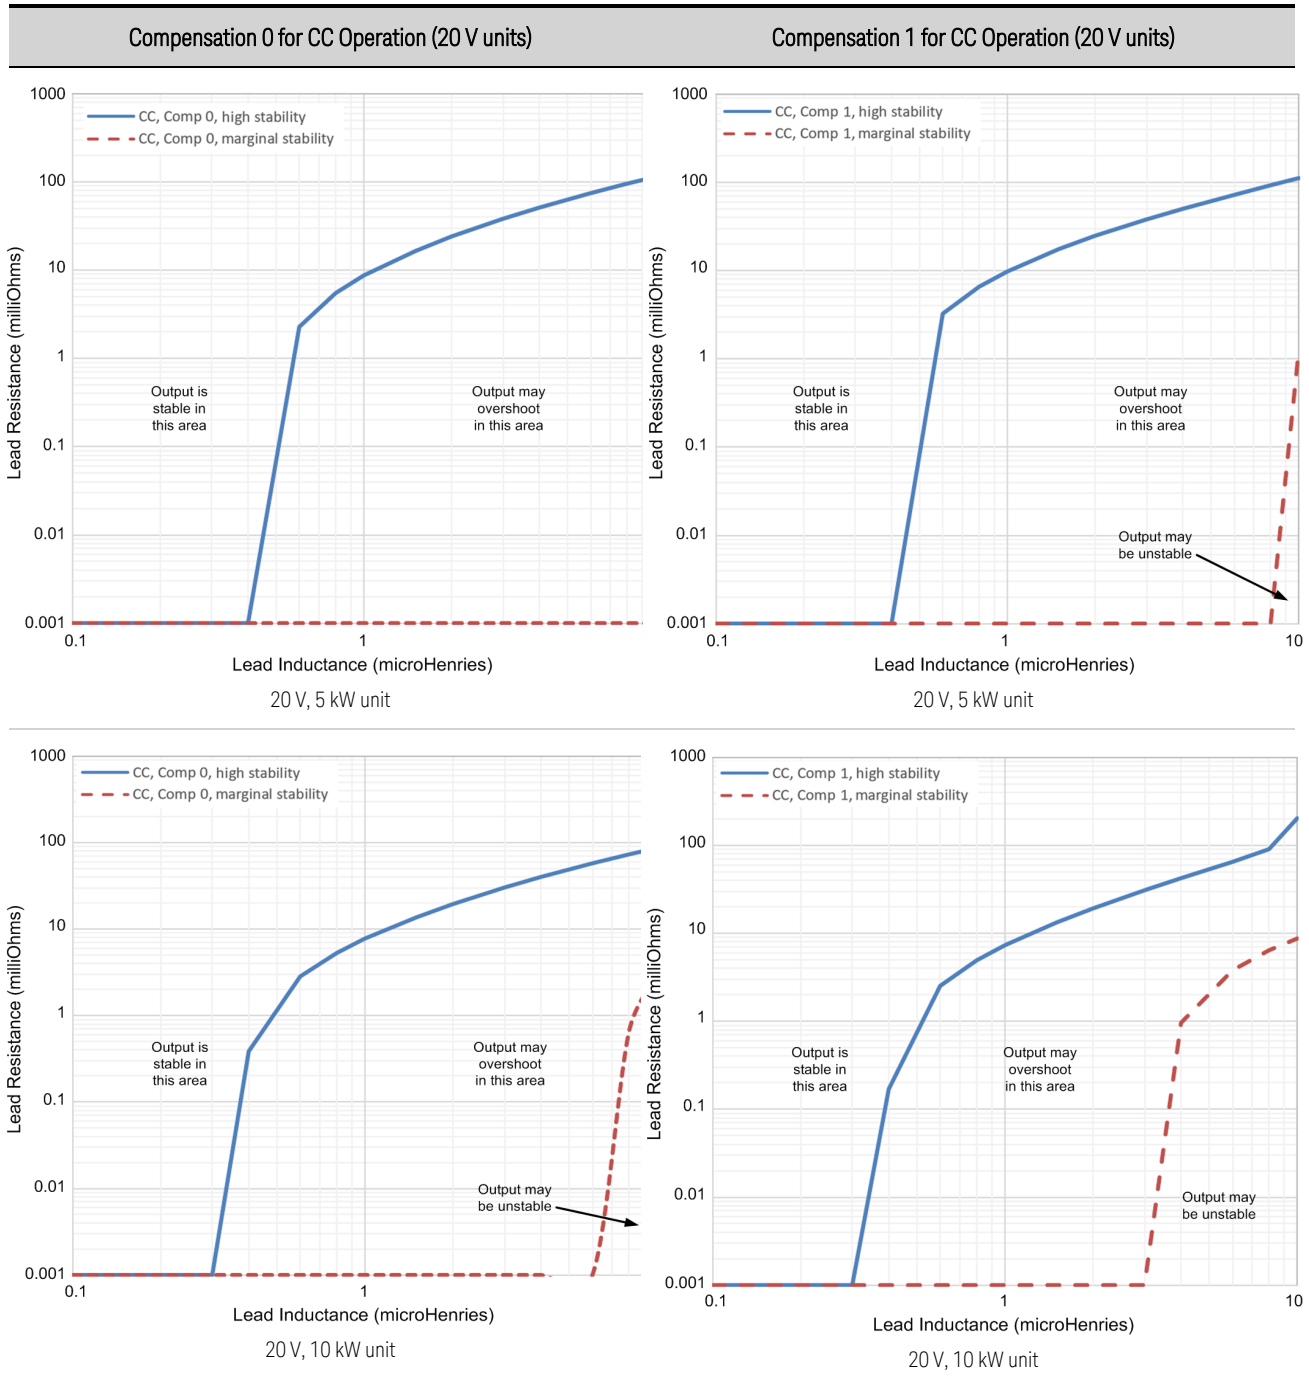 Compensation 0 for CC Operation (20 V units)
Compensation 1 for CC Operation (20 V units)
1000
100
10
1
0.1
0.01
0.001
CC, Comp 0, high stability
CC, Comp 0, marginal stability
Lead Resistance (milliOhms)
Output is
stable in
this area
Output may
overshoot
in this area
0.1
1
Lead Inductance (microHenries)
20 V, 5 kW unit
1000
100
10
1
0.1
0.01
0.001
CC, Comp 1, high stability
CC, Comp 1, marginal stability
Lead Resistance (milliOhms)
Output is
stable in
this area
Output may
overshoot
in this area
Output may
be unstable
0.1
1
10
Lead Inductance (microHenries)
20 V, 5 kW unit
1000
100
10
1
0.1
0.01
0.001
CC, Comp 0, high stability
CC, Comp 0, marginal stability
Lead Resistance (milliOhms)
Output is
stable in
this area
Output may
overshoot
in this area
Output may
be unstable
0.1
1
Lead Inductance (microHenries)
20 V, 10 kW unit
1000
100
10
1
0.1
0.01
0.001
CC, Comp 1, high stability
CC, Comp 1, marginal stability
Lead Resistance (milliOhms)
Output is
stable in
this area
Output may
overshoot
in this area
Output may
be unstable
0.1
1
10
Lead Inductance (microHenries)
20 V, 10 kW unit